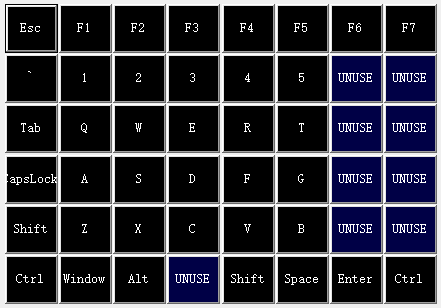 Esc F1 F2 F3 F4 F5 F6 F7
` 1 2 3 4 5 UNUSE UNUSE
Tab Q W E R T UNUSE UNUSE
CapsLock A S D F G UNUSE UNUSE
Shift Z X C V B UNUSE UNUSE
Ctrl Window Alt UNUSE Shift Space Enter Ctrl